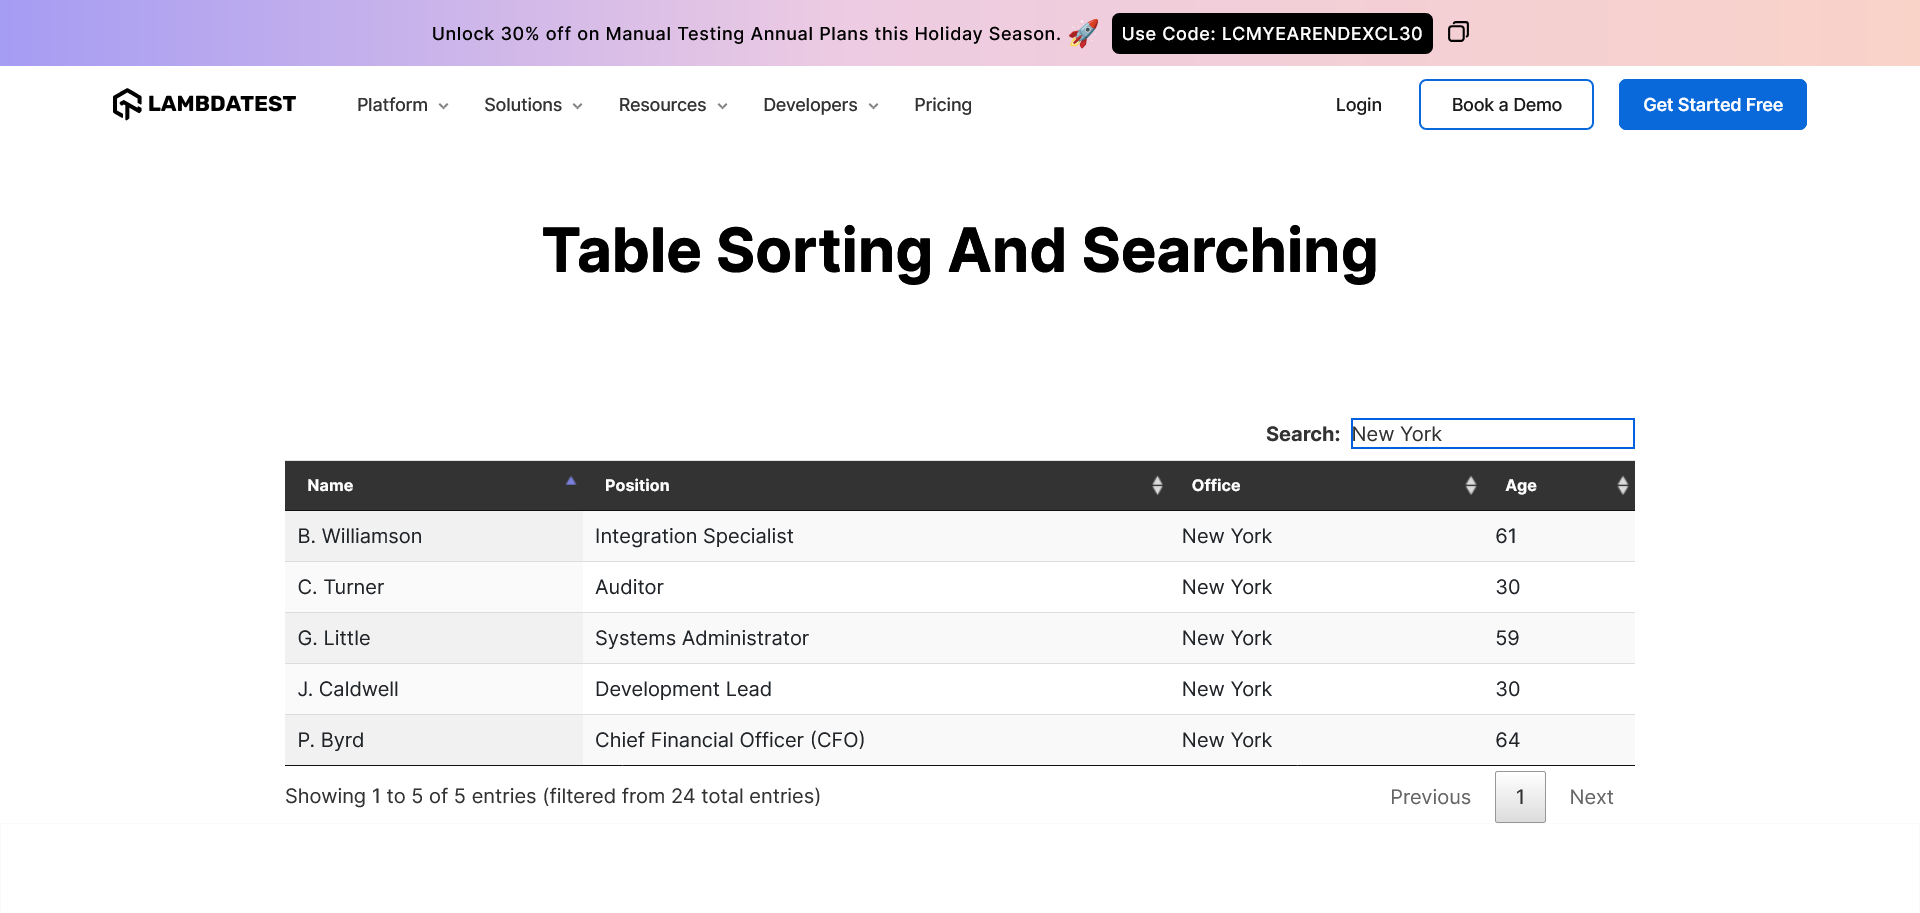 Unlock 30% off on Manual Testing Annual Plans this Holiday Season. 🚀 Use Code: LCMYEARENDEXCL30
LAMBDATEST Platform Solutions Resources Developers Pricing Login Book a Demo Get Started Free
Table Sorting And Searching
Search: New York
Name Position Office Age
B. Williamson Integration Specialist New York 61
C. Turner Auditor New York 30
G. Little Systems Administrator New York 59
J. Caldwell Development Lead New York 30
P. Byrd Chief Financial Officer (CFO) New York 64
Showing 1 to 5 of 5 entries (filtered from 24 total entries) Previous 1 Next